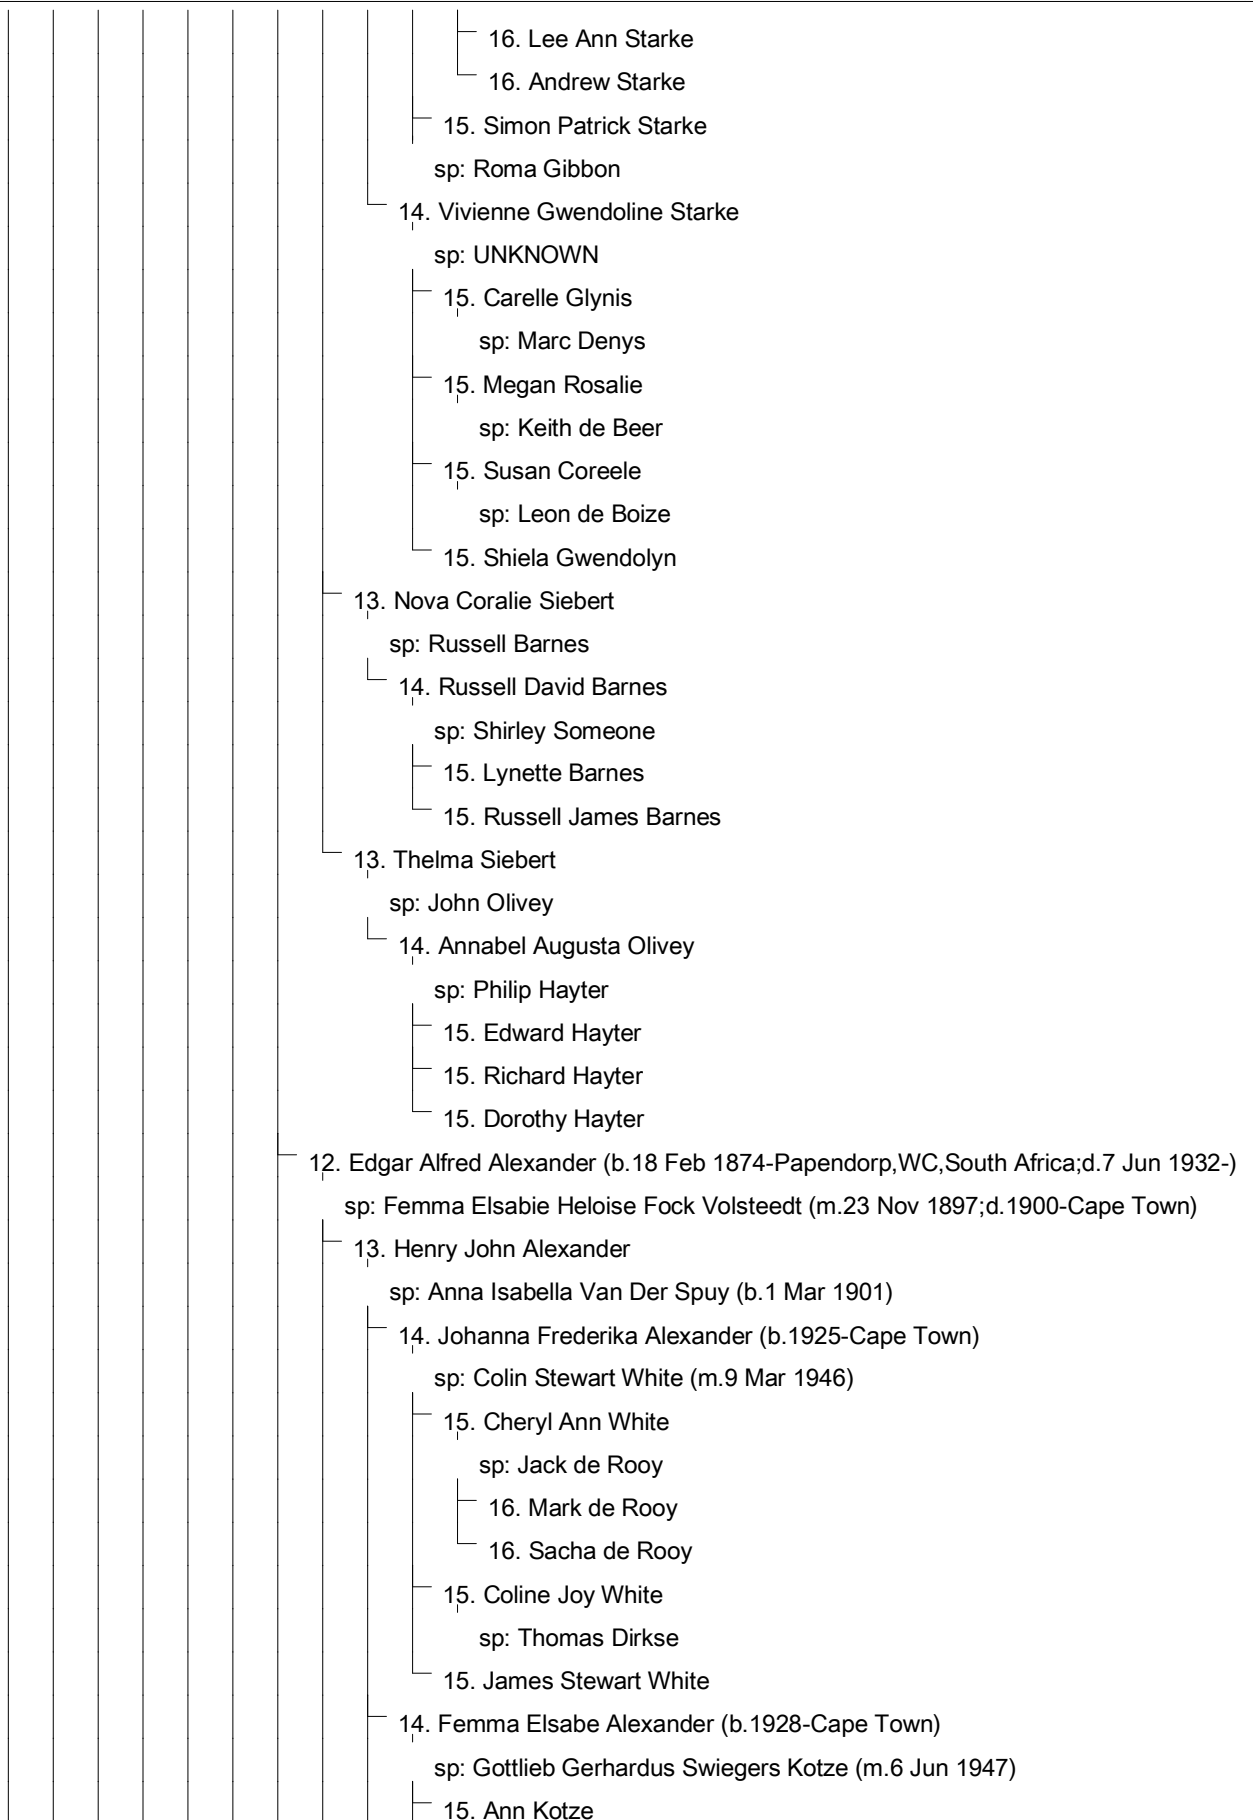 16. Lee Ann Starke
16. Andrew Starke
15. Simon Patrick Starke
sp: Roma Gibbon
14. Vivienne Gwendoline Starke
sp: UNKNOWN
15. Carelle Glynis
sp: Marc Denys
15. Megan Rosalie
sp: Keith de Beer
15. Susan Coreele
sp: Leon de Boize
15. Shiela Gwendolyn
13. Nova Coralie Siebert
sp: Russell Barnes
14. Russell David Barnes
sp: Shirley Someone
15. Lynette Barnes
15. Russell James Barnes
13. Thelma Siebert
sp: John Olivey
14. Annabel Augusta Olivey
sp: Philip Hayter
15. Edward Hayter
15. Richard Hayter
15. Dorothy Hayter
12. Edgar Alfred Alexander (b.18 Feb 1874-Papendorp,WC,South Africa;d.7 Jun 1932-)
sp: Femma Elsabie Heloise Fock Volsteedt (m.23 Nov 1897;d.1900-Cape Town)
13. Henry John Alexander
sp: Anna Isabella Van Der Spuy (b.1 Mar 1901)
14. Johanna Frederika Alexander (b.1925-Cape Town)
sp: Colin Stewart White (m.9 Mar 1946)
15. Cheryl Ann White
sp: Jack de Rooy
16. Mark de Rooy
16. Sacha de Rooy
15. Coline Joy White
sp: Thomas Dirkse
15. James Stewart White
14. Femma Elsabe Alexander (b.1928-Cape Town)
sp: Gottlieb Gerhardus Swiegers Kotze (m.6 Jun 1947)
15. Ann Kotze